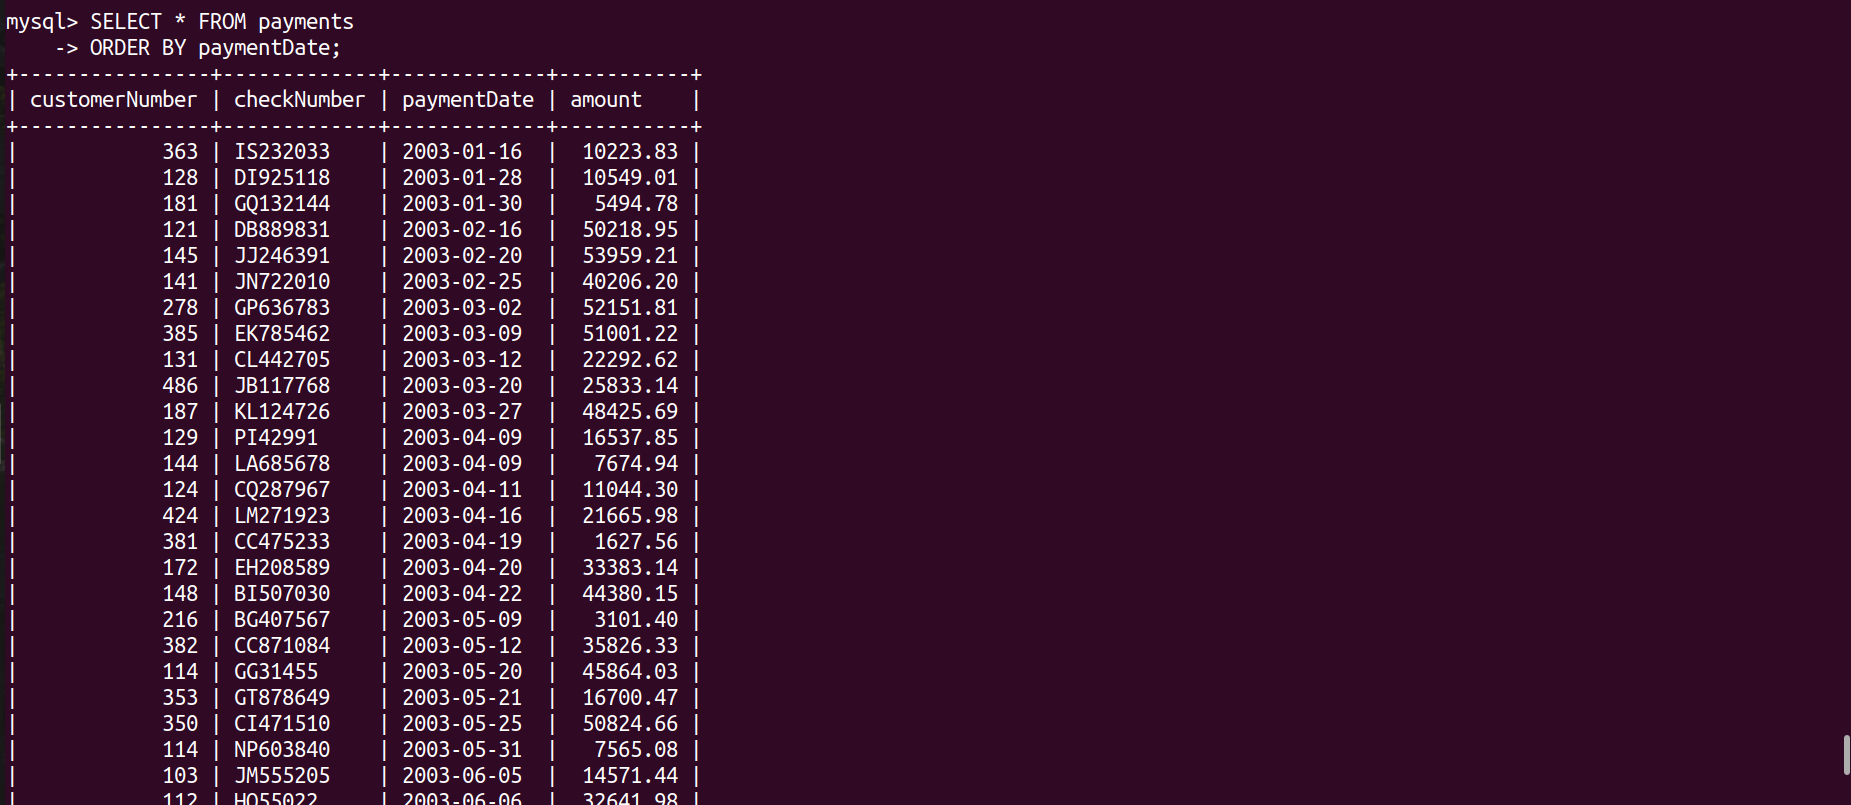 mysql> SELECT * FROM payments
    -> ORDER BY paymentDate;
+----------------+-------------+-------------+-----------+
| customerNumber | checkNumber | paymentDate | amount    |
+----------------+-------------+-------------+-----------+
|            363 | IS232033    | 2003-01-16  |  10223.83 |
|            128 | DI925118    | 2003-01-28  |  10549.01 |
|            181 | GQ132144    | 2003-01-30  |   5494.78 |
|            121 | DB889831    | 2003-02-16  |  50218.95 |
|            145 | JJ246391    | 2003-02-20  |  53959.21 |
|            141 | JN722010    | 2003-02-25  |  40206.20 |
|            278 | GP636783    | 2003-03-02  |  52151.81 |
|            385 | EK785462    | 2003-03-09  |  51001.22 |
|            131 | CL442705    | 2003-03-12  |  22292.62 |
|            486 | JB117768    | 2003-03-20  |  25833.14 |
|            187 | KL124726    | 2003-03-27  |  48425.69 |
|            129 | PI42991     | 2003-04-09  |  16537.85 |
|            144 | LA685678    | 2003-04-09  |   7674.94 |
|            124 | CQ287967    | 2003-04-11  |  11044.30 |
|            424 | LM271923    | 2003-04-16  |  21665.98 |
|            381 | CC475233    | 2003-04-19  |   1627.56 |
|            172 | EH208589    | 2003-04-20  |  33383.14 |
|            148 | BI507030    | 2003-04-22  |  44380.15 |
|            216 | BG407567    | 2003-05-09  |   3101.40 |
|            382 | CC871084    | 2003-05-12  |  35826.33 |
|            114 | GG31455     | 2003-05-20  |  45864.03 |
|            353 | GT878649    | 2003-05-21  |  16700.47 |
|            350 | CI471510    | 2003-05-25  |  50824.66 |
|            114 | NP603840    | 2003-05-31  |   7565.08 |
|            103 | JM555205    | 2003-06-05  |  14571.44 |
|            112 | HQ55022     | 2003-06-06  |  32641.98 |